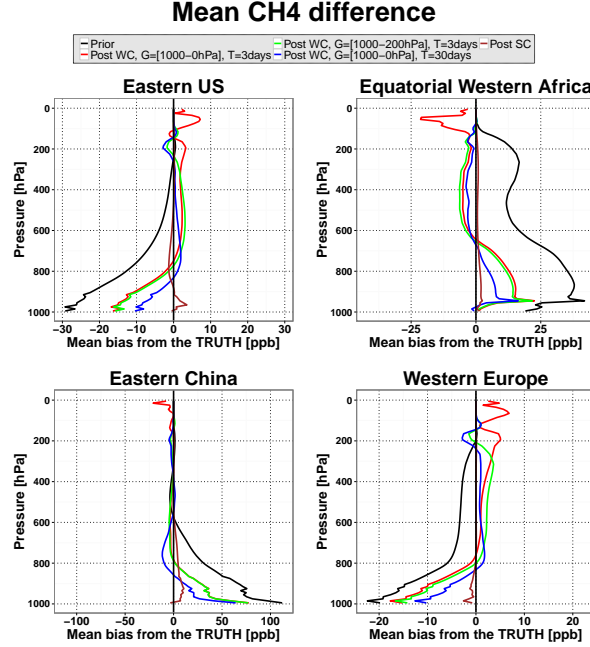 Mean CH4 difference
Prior
Post WC, G=[1000−0hPa], T=3days
Post WC, G=[1000−200hPa], T=3days
Post WC, G=[1000−0hPa], T=30days
Post SC
Eastern US
Pressure [hPa]
0
200
400
600
800
1000
−30 −20 −10 0 10 20 30
Mean bias from the TRUTH [ppb]
Equatorial Western Africa
Pressure [hPa]
0
200
400
600
800
1000
−25 0 25
Mean bias from the TRUTH [ppb]
Eastern China
Pressure [hPa]
0
200
400
600
800
1000
−100 −50 0 50 100
Mean bias from the TRUTH [ppb]
Western Europe
Pressure [hPa]
0
200
400
600
800
1000
−20 −10 0 10 20
Mean bias from the TRUTH [ppb]